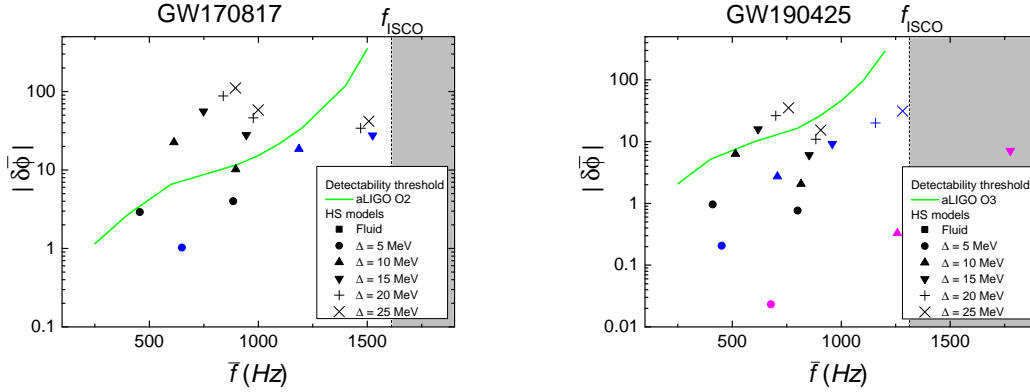 GW170817
f ISCO
100
10
1
0.1
500
1000
1500
| δϕ̄ |
f̄ (Hz)
Detectability threshold
aLIGO O2
HS models
Fluid
Δ = 5 MeV
Δ = 10 MeV
Δ = 15 MeV
Δ = 20 MeV
Δ = 25 MeV
GW190425
f ISCO
100
10
1
0.1
0.01
500
1000
1500
| δϕ̄ |
f̄ (Hz)
Detectability threshold
aLIGO O3
HS models
Fluid
Δ = 5 MeV
Δ = 10 MeV
Δ = 15 MeV
Δ = 20 MeV
Δ = 25 MeV